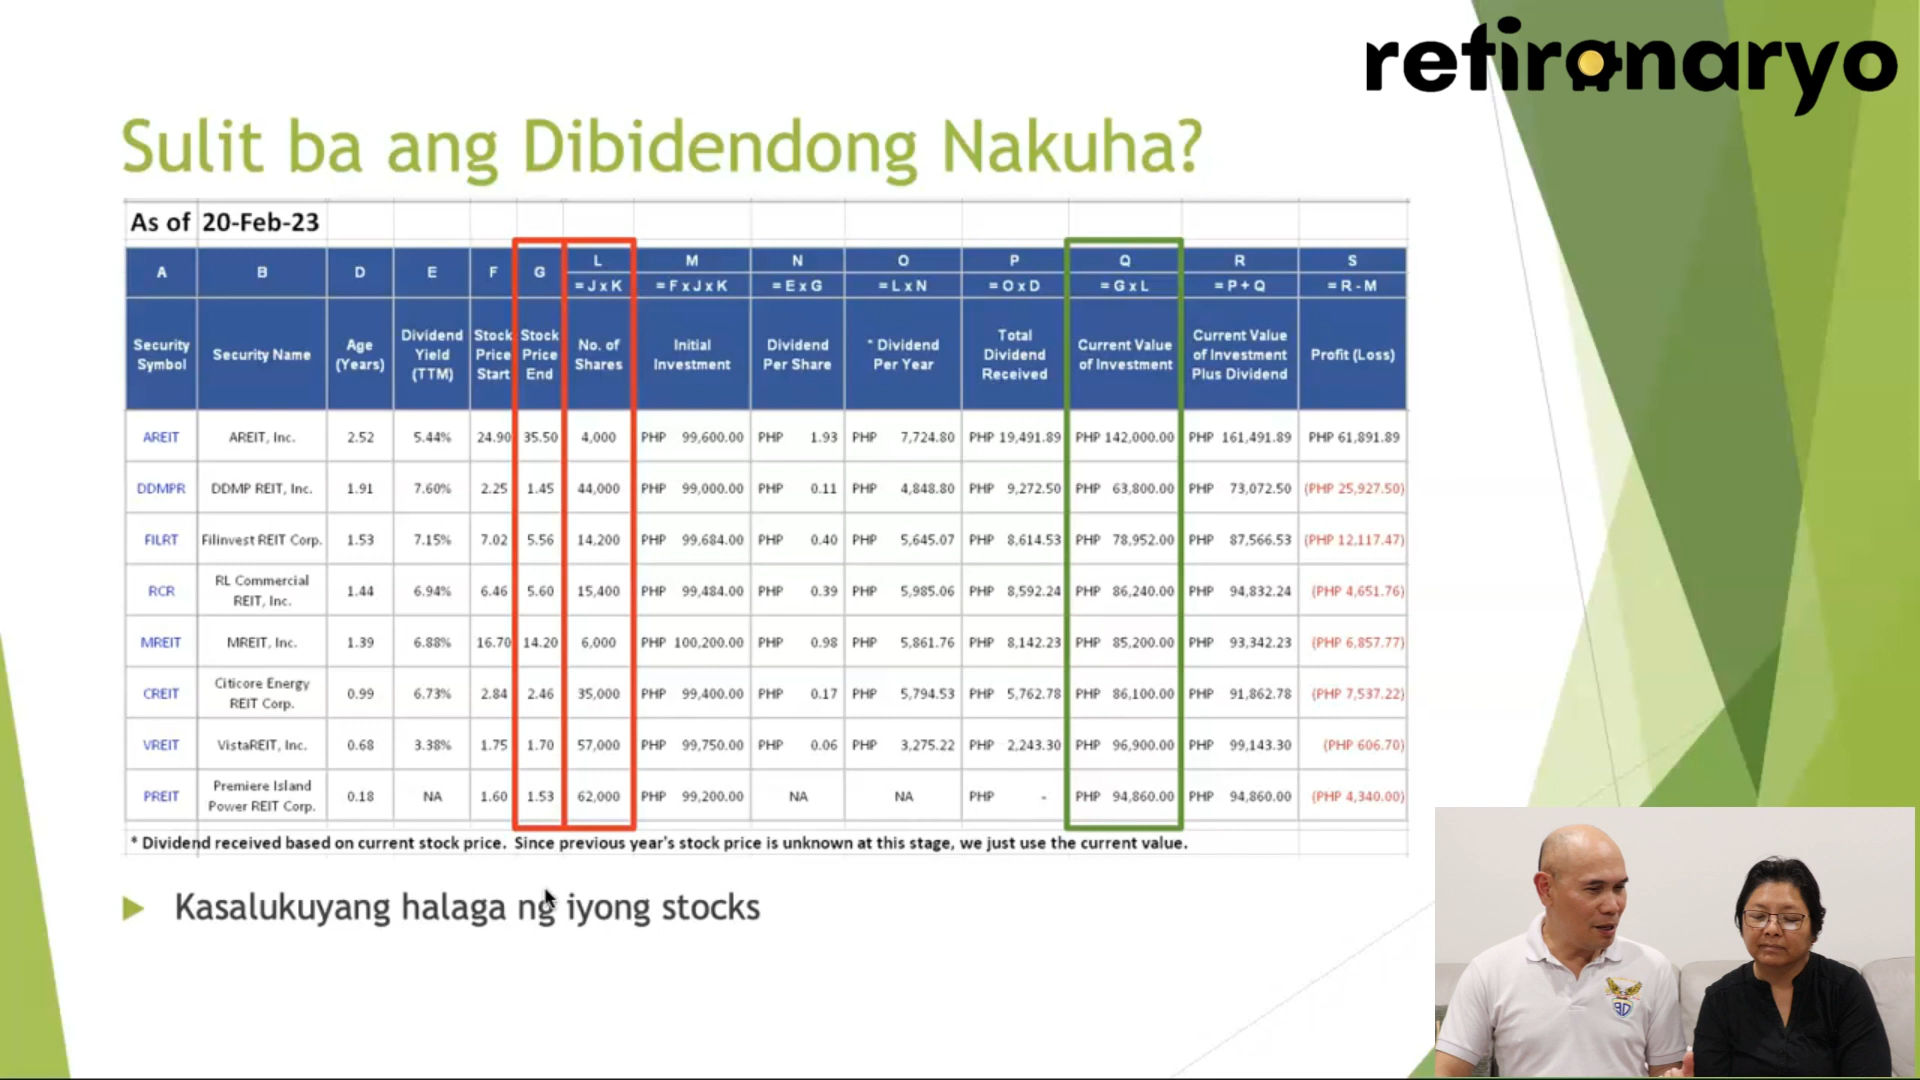 retiranaryo
Sulit ba ang Dibidendong Nakuha?
As of 20-Feb-23
A B D E F G L M N O P Q R S
=JxK =FxJxK =ExG =LxN =OxD =GxL =P+Q =R-M
Security Symbol Security Name Age (Years) Dividend Yield (TTM) Stock Price Start Stock Price End No. of Shares Initial Investment Dividend Per Share * Dividend Per Year Total Dividend Received Current Value of Investment Current Value of Investment Plus Dividend Profit (Loss)
AREIT AREIT, Inc. 2.52 5.44% 24.90 35.50 4,000 PHP 99,600.00 PHP 1.93 PHP 7,724.80 PHP 19,491.89 PHP 142,000.00 PHP 161,491.89 PHP 61,891.89
DDMPR DDMP REIT, Inc. 1.91 7.60% 2.25 1.45 44,000 PHP 99,000.00 PHP 0.11 PHP 4,848.80 PHP 9,272.50 PHP 63,800.00 PHP 73,072.50 (PHP 25,927.50)
FILRT Filinvest REIT Corp. 1.53 7.15% 7.02 5.56 14,200 PHP 99,684.00 PHP 0.40 PHP 5,645.07 PHP 8,614.53 PHP 78,952.00 PHP 87,566.53 (PHP 12,117.47)
RCR RL Commercial REIT, Inc. 1.44 6.94% 6.46 5.60 15,400 PHP 99,484.00 PHP 0.39 PHP 5,985.06 PHP 8,592.24 PHP 86,240.00 PHP 94,832.24 (PHP 4,651.76)
MREIT MREIT, Inc. 1.39 6.88% 16.70 14.20 6,000 PHP 100,200.00 PHP 0.98 PHP 5,861.76 PHP 8,142.23 PHP 85,200.00 PHP 93,342.23 (PHP 6,857.77)
CREIT Citicore Energy REIT Corp. 0.99 6.73% 2.84 2.46 35,000 PHP 99,400.00 PHP 0.17 PHP 5,794.53 PHP 5,762.78 PHP 86,100.00 PHP 91,862.78 (PHP 7,537.22)
VREIT VistaREIT, Inc. 0.68 3.38% 1.75 1.70 57,000 PHP 99,750.00 PHP 0.06 PHP 3,275.22 PHP 2,243.30 PHP 96,900.00 PHP 99,143.30 (PHP 606.70)
PREIT Premiere Island Power REIT Corp. 0.18 NA 1.60 1.53 62,000 PHP 99,200.00 NA NA PHP - PHP 94,860.00 PHP 94,860.00 (PHP 4,340.00)
* Dividend received based on current stock price. Since previous year's stock price is unknown at this stage, we just use the current value.
Kasalukuyang halaga ng iyong stocks